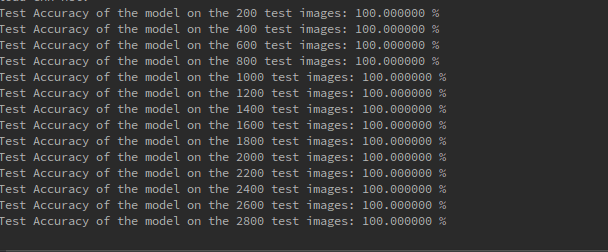 Test Accuracy of the model on the 200 test images: 100.000000 %
Test Accuracy of the model on the 400 test images: 100.000000 %
Test Accuracy of the model on the 600 test images: 100.000000 %
Test Accuracy of the model on the 800 test images: 100.000000 %
Test Accuracy of the model on the 1000 test images: 100.000000 %
Test Accuracy of the model on the 1200 test images: 100.000000 %
Test Accuracy of the model on the 1400 test images: 100.000000 %
Test Accuracy of the model on the 1600 test images: 100.000000 %
Test Accuracy of the model on the 1800 test images: 100.000000 %
Test Accuracy of the model on the 2000 test images: 100.000000 %
Test Accuracy of the model on the 2200 test images: 100.000000 %
Test Accuracy of the model on the 2400 test images: 100.000000 %
Test Accuracy of the model on the 2600 test images: 100.000000 %
Test Accuracy of the model on the 2800 test images: 100.000000 %